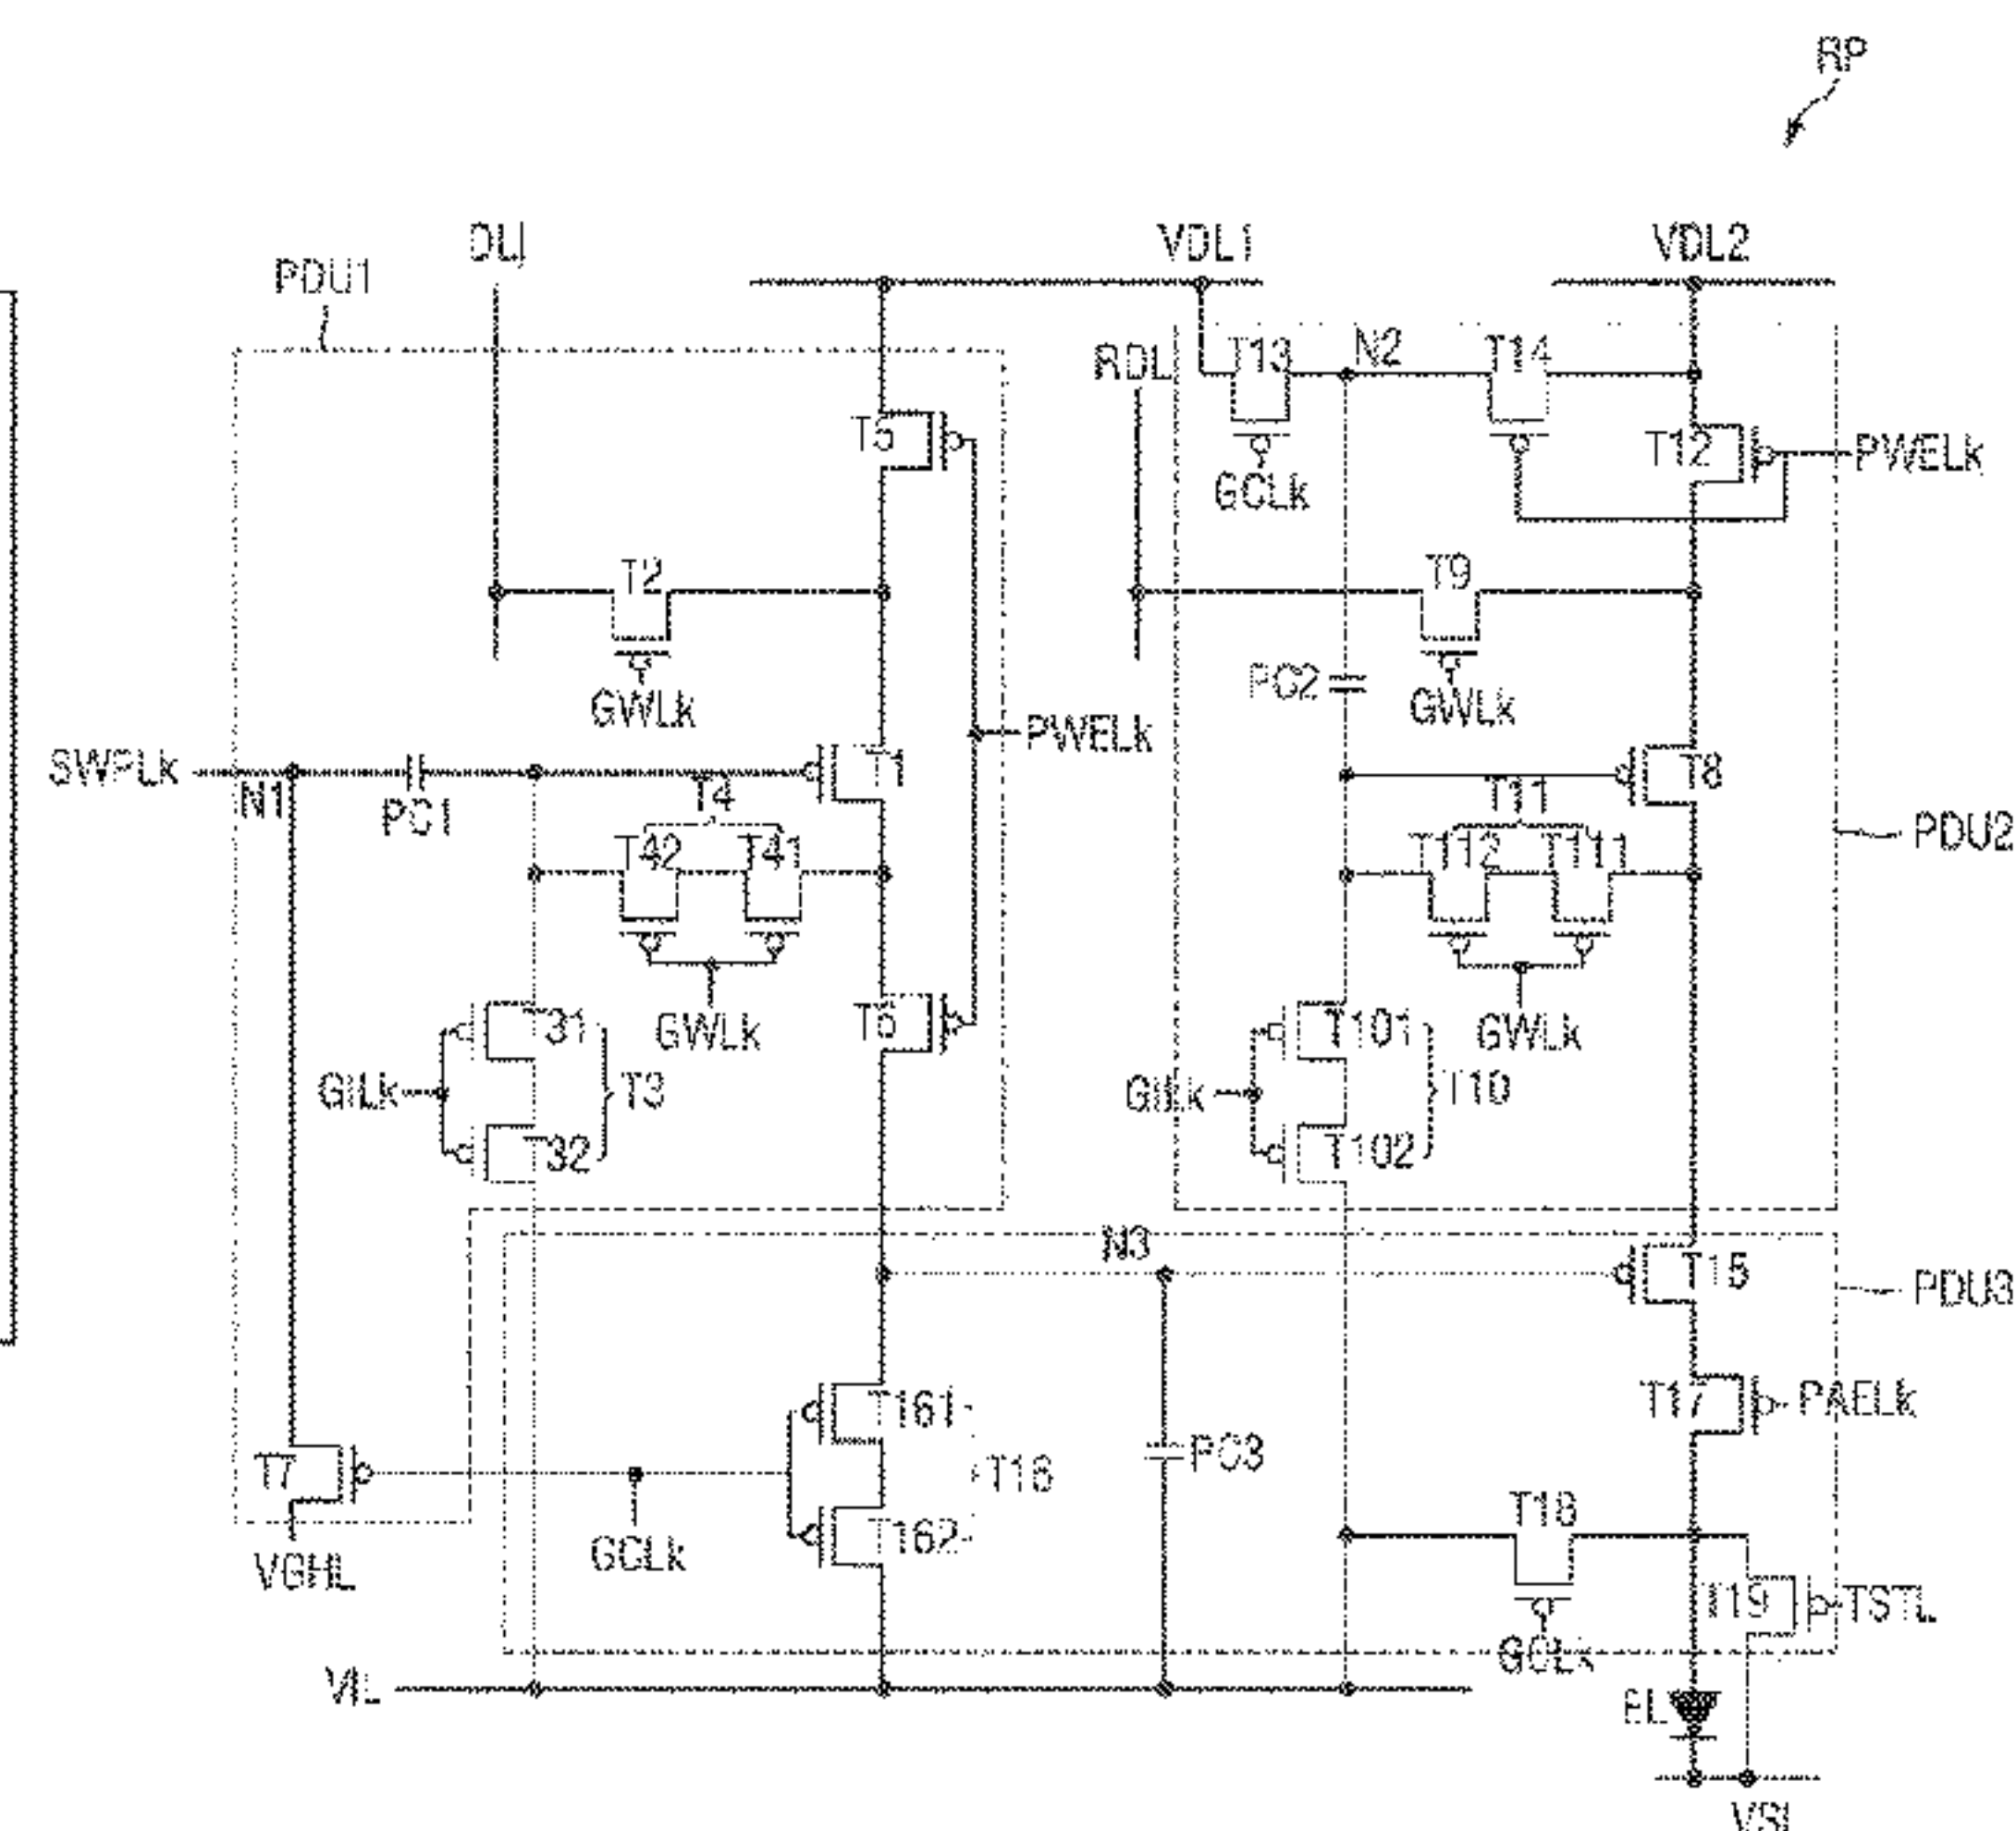 RP
DLj
VDL1
VDL2
PDU1
RDL
T13
N2
T14
T5
T12
PWELk
GCLk
T2
T9
GWLk
PC2
GWLk
PWELk
SWPLk
N1
PC1
T1
T8
T4
T11
T42
T41
T112
T111
PDU2
GWLk
GWLk
T6
T31
T101
GILk
T3
GILk
T10
T32
T102
N3
T15
PDU3
T161
T17
PAELk
T7
T16
PC3
T162
T18
GCLk
VGHL
T19
TSTL
GCLk
VIL
EL
VSL